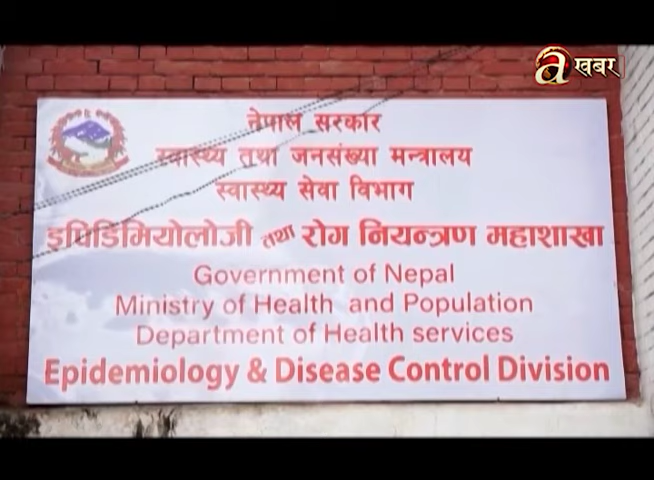 a खबर
नेपाल सरकार
स्वास्थ्य तथा जनसंख्या मन्त्रालय
स्वास्थ्य सेवा विभाग
इपिडिमियोलोजी तथा रोग नियन्त्रण महाशाखा
Government of Nepal
Ministry of Health and Population
Department of Health services
Epidemiology & Disease Control Division